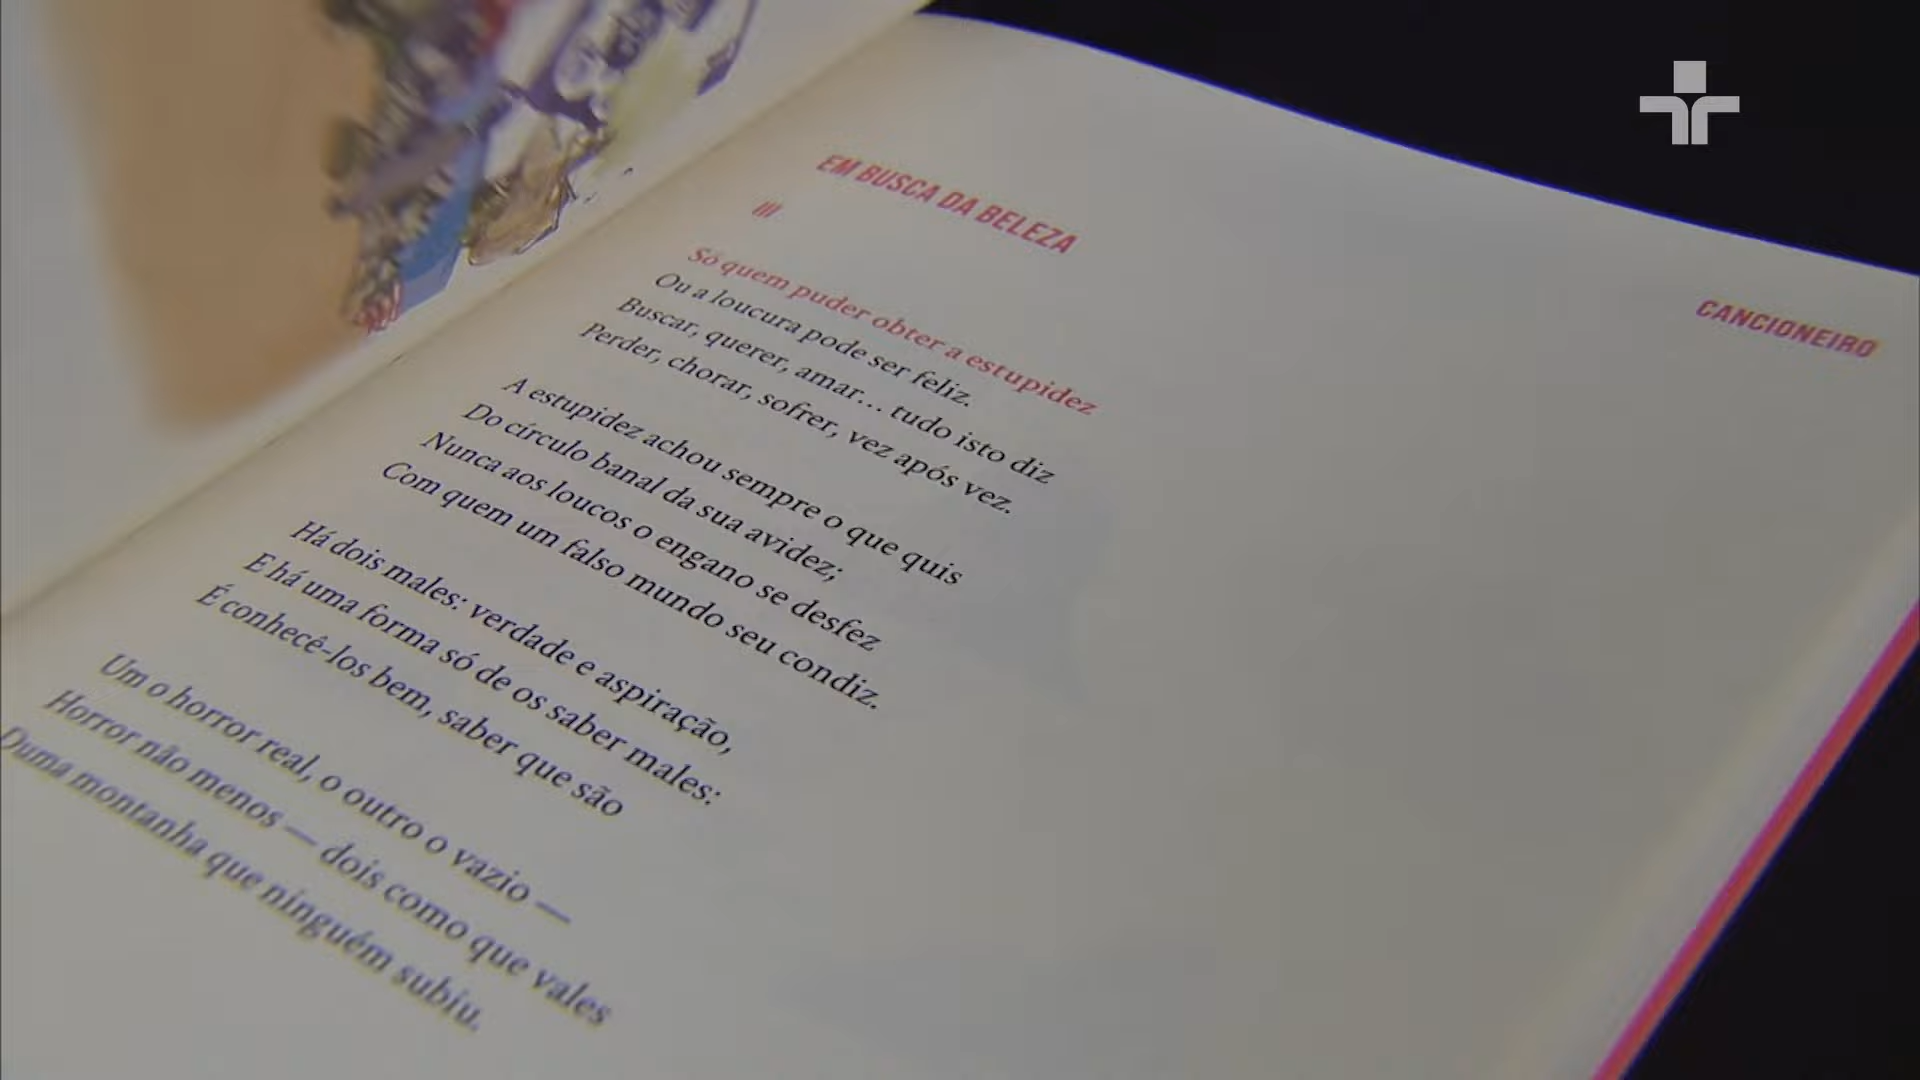 EM BUSCA DA BELEZA
III
Só quem puder obter a estupidez
Ou a loucura pode ser feliz.
Buscar, querer, amar... tudo isto diz
Perder, chorar, sofrer, vez após vez.
A estupidez achou sempre o que quis
Do círculo banal da sua avidez;
Nunca aos loucos o engano se desfez
Com quem um falso mundo seu condiz.
Há dois males: verdade e aspiração,
E há uma forma só de os saber males:
É conhecê-los bem, saber que são
Um o horror real, o outro o vazio —
Horror não menos — dois como que vales
Duma montanha que ninguém subiu.
CANCIONEIRO